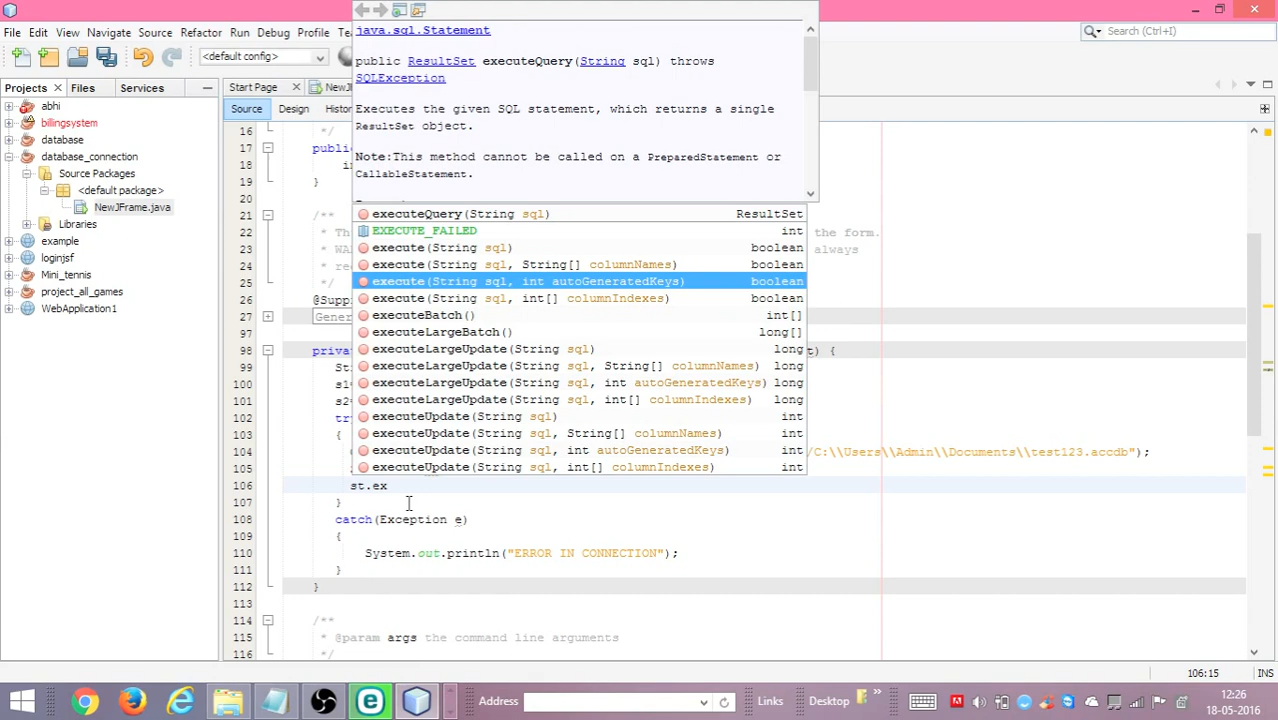 File Edit View Navigate Source Refactor Run Debug Profile
Search (Ctrl+I)
<default config>
Projects Files Services
Start Page
Source Design
abhi
billingsystem
database
database_connection
Source Packages
<default package>
NewJFrame.java
Libraries
example
loginjsf
Mini_tennis
project_all_games
WebApplication1
java.sql.Statement
public ResultSet executeQuery(String sql) throws
SQLException
Executes the given SQL statement, which returns a single
ResultSet object.
Note:This method cannot be called on a PreparedStatement or
CallableStatement.
executeQuery(String sql) ResultSet
EXECUTE_FAILED int
execute(String sql) boolean
execute(String sql, String[] columnNames) boolean
execute(String sql, int autoGeneratedKeys) boolean
execute(String sql, int[] columnIndexes) boolean
executeBatch() int[]
executeLargeBatch() long[]
executeLargeUpdate(String sql) long
executeLargeUpdate(String sql, String[] columnNames) long
executeLargeUpdate(String sql, int autoGeneratedKeys) long
executeLargeUpdate(String sql, int[] columnIndexes) long
executeUpdate(String sql) int
executeUpdate(String sql, String[] columnNames) int
executeUpdate(String sql, int autoGeneratedKeys) int
executeUpdate(String sql, int[] columnIndexes) int
16 */
17
18
19 }
20
21 /**
22 the form.
23 always
24
25 */
26
27
97
98 t) {
99
100
101
102
103 {
104 /C:\\Users\\Admin\\Documents\\test123.accdb");
105
106 st.ex
107 }
108 catch(Exception e)
109 {
110 System.out.println("ERROR IN CONNECTION");
111 }
112 }
113
114 /**
115 * @param args the command line arguments
116 */
106:15 INS
Address Links Desktop
12:26
18-05-2016